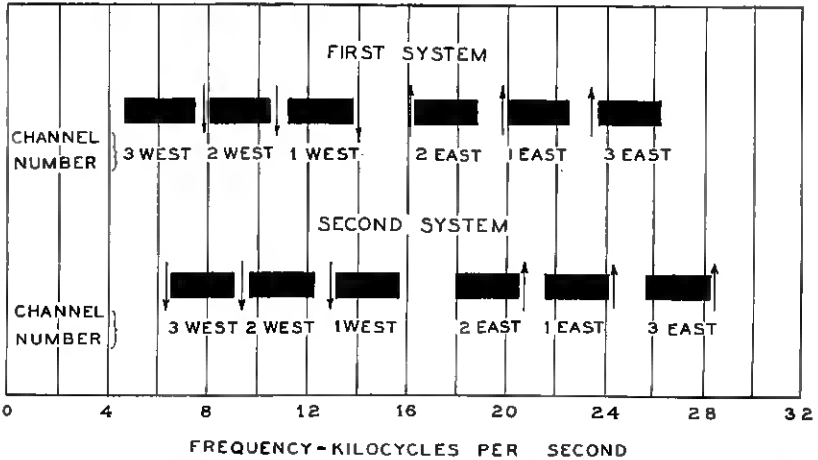 FIRST SYSTEM
CHANNEL NUMBER
3 WEST 2 WEST 1 WEST 2 EAST 1 EAST 3 EAST
SECOND SYSTEM
CHANNEL NUMBER
3 WEST 2 WEST 1 WEST 2 EAST 1 EAST 3 EAST
0 4 8 12 16 20 24 28 32
FREQUENCY-KILOCYCLES PER SECOND